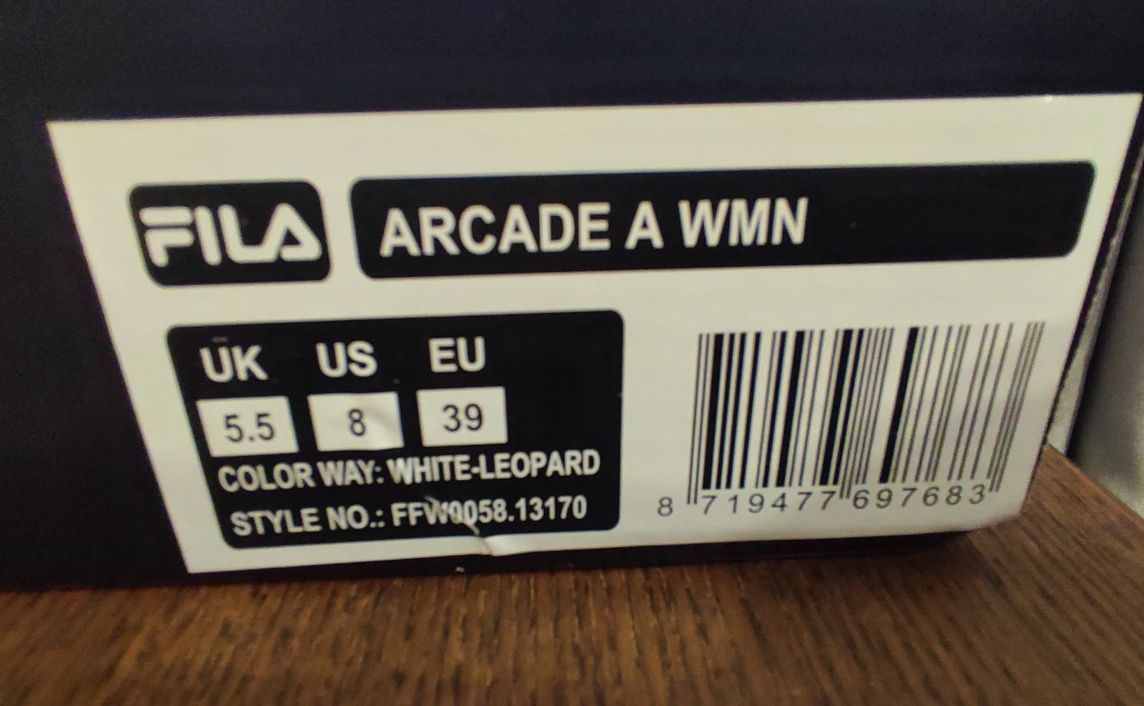 FILA
ARCADE A WMN
UK US EU
5.5 8 39
COLOR WAY: WHITE-LEOPARD
STYLE NO.: FFW0058.13170
8 719477 697683